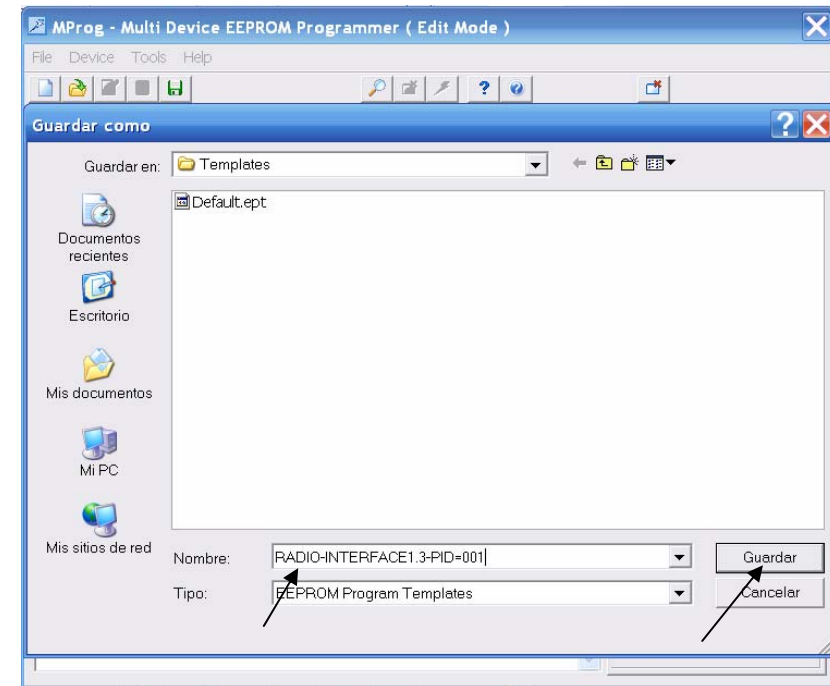 MProg - Multi Device EEPROM Programmer ( Edit Mode )
File Device Tools Help
Guardar como
Guardar en: Templates
Default.ept
Documentos
recientes
Escritorio
Mis documentos
Mi PC
Mis sitios de red
Nombre: RADIO-INTERFACE1.3-PID=001 Guardar
Tipo: EEPROM Program Templates Cancelar